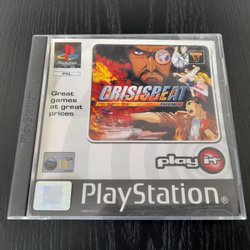 PAL
CRISISBEAT
Great
games
at great
prices
play it
PlayStation®